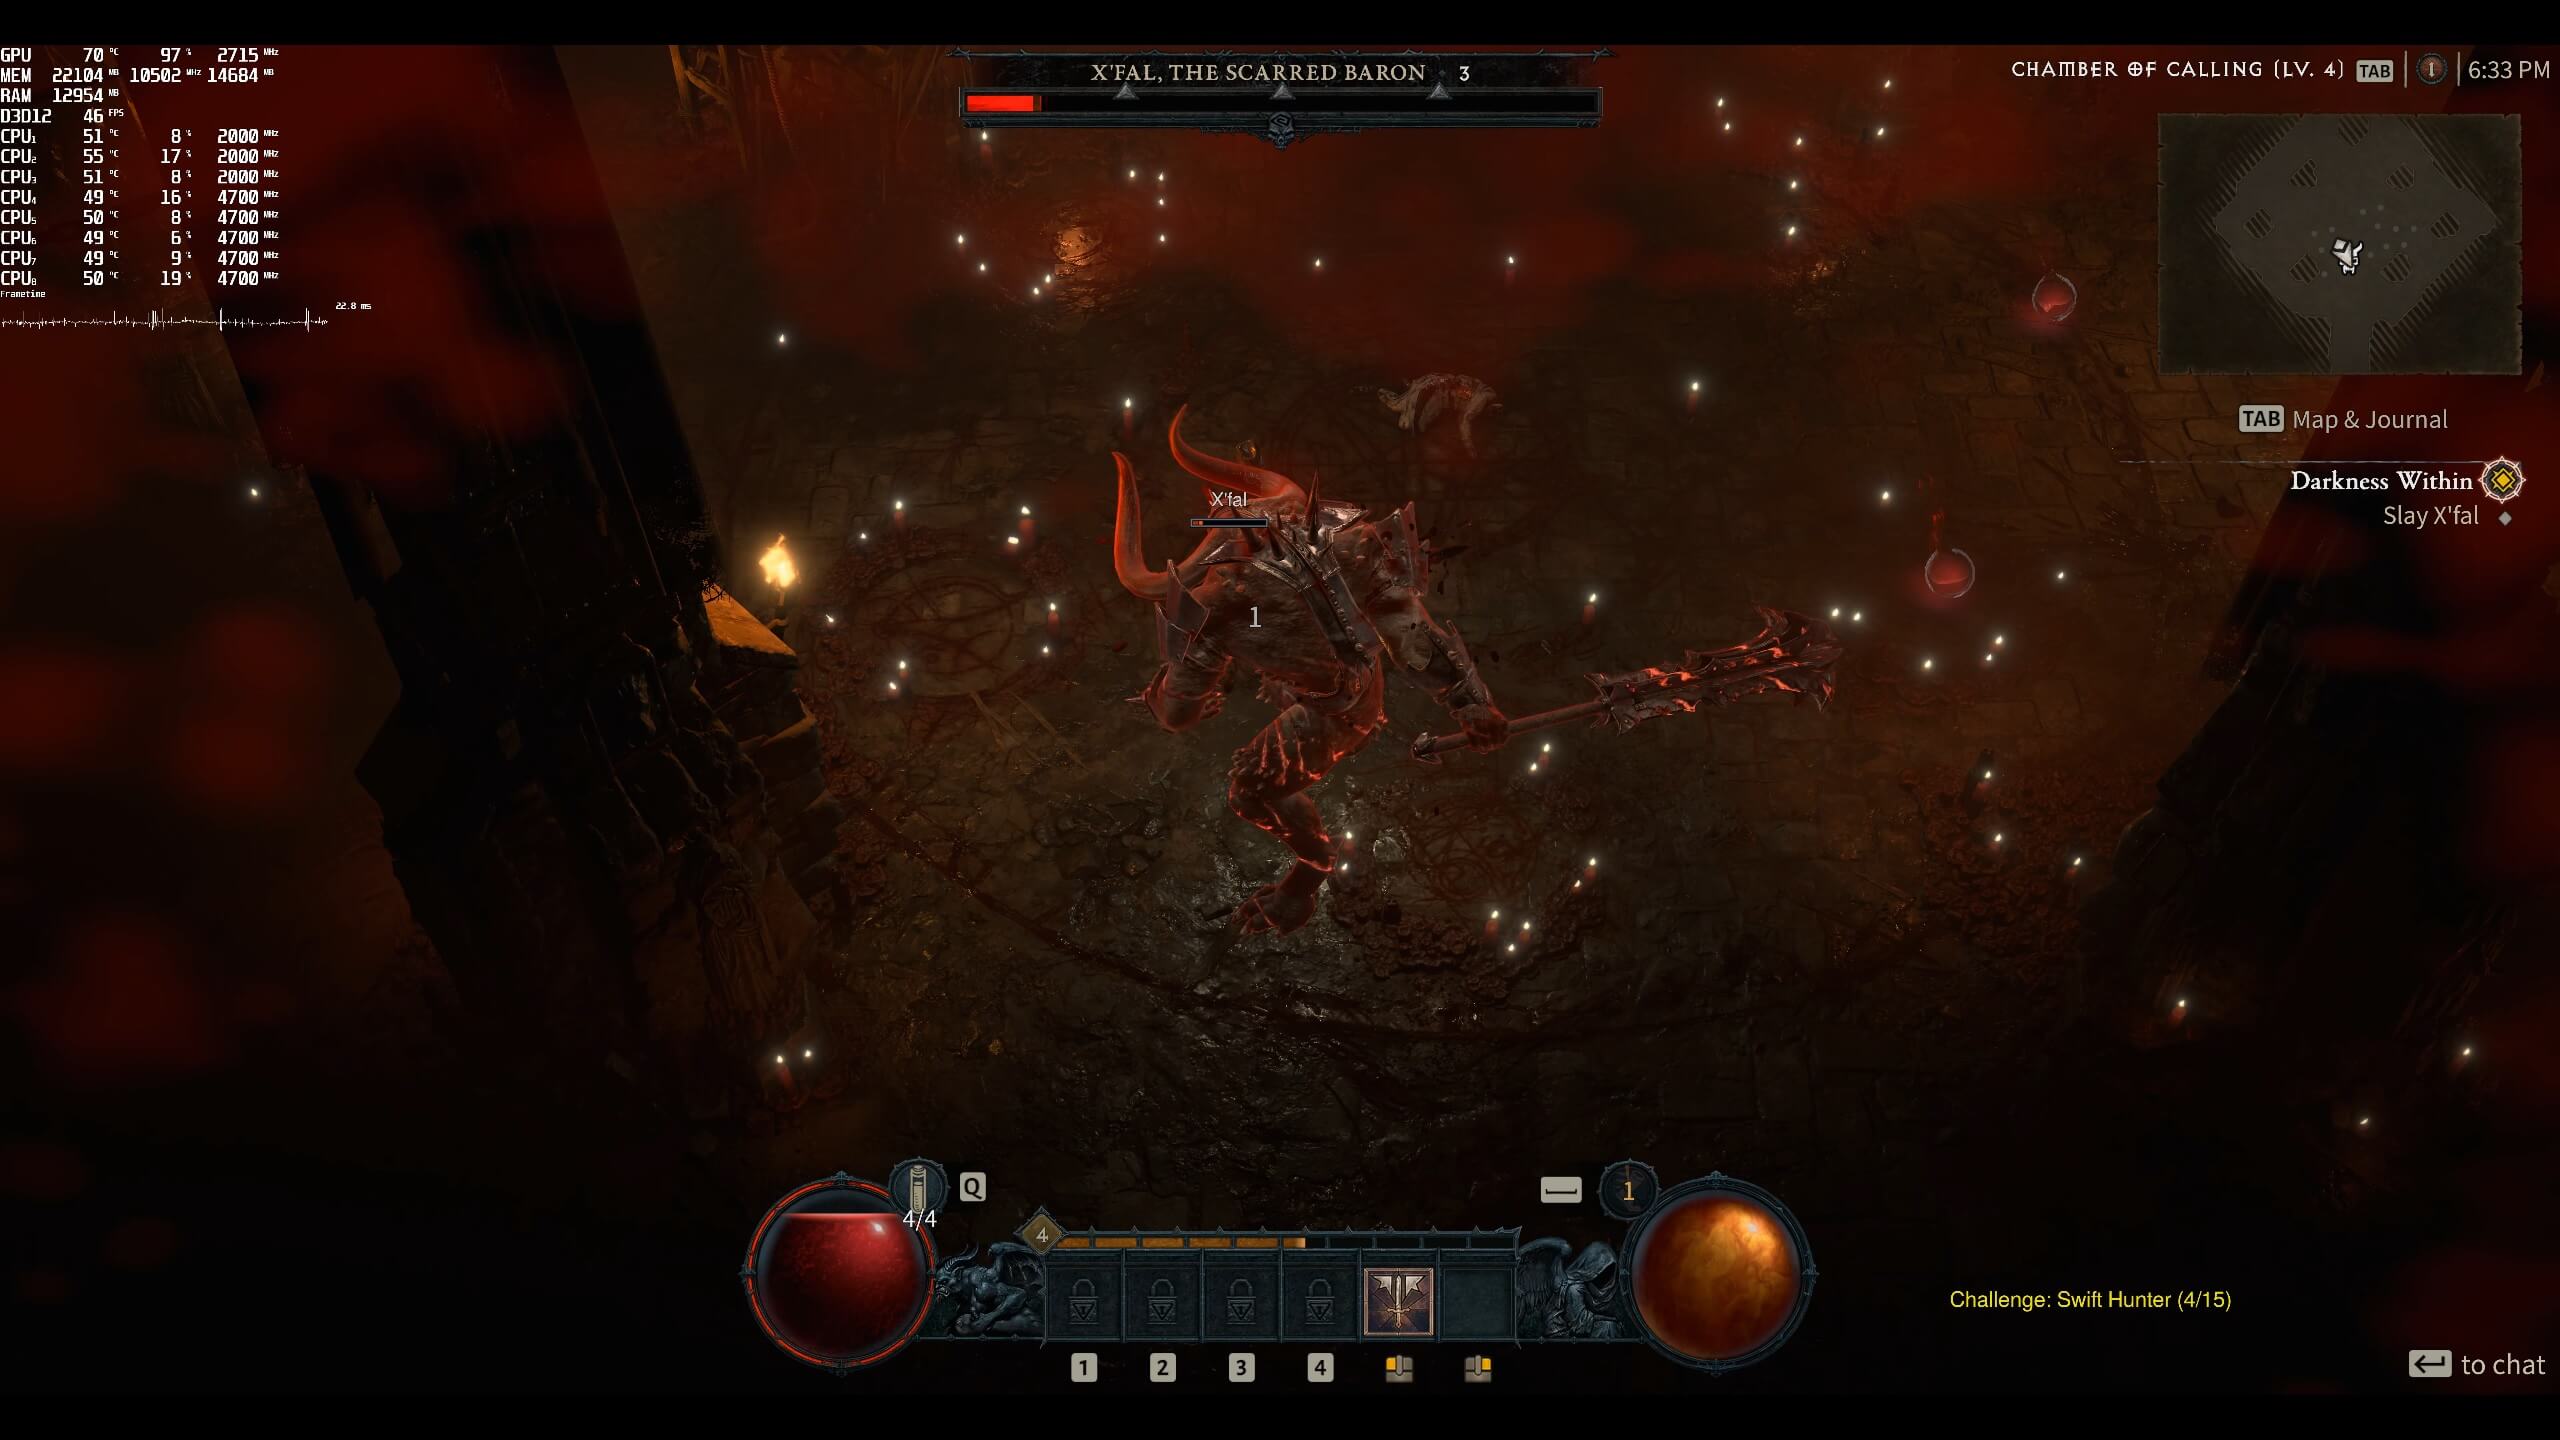 GPU 70 °C 97 % 2715 MHz
MEM 22104 MB 10502 MHz 14684 MB
RAM 12954 MB
D3D12 46 FPS
CPU1 51 °C 8 % 2000 MHz
CPU2 55 °C 17 % 2000 MHz
CPU3 51 °C 8 % 2000 MHz
CPU4 49 °C 16 % 4700 MHz
CPU5 50 °C 8 % 4700 MHz
CPU6 49 °C 6 % 4700 MHz
CPU7 49 °C 9 % 4700 MHz
CPU8 50 °C 19 % 4700 MHz
Frametime
22.8 ms
X'FAL, THE SCARRED BARON 3
CHAMBER OF CALLING (LV. 4) TAB 1 6:33 PM
TAB Map & Journal
Darkness Within
Slay X'fal
X'fal
1
4/4 Q
1
4
1 2 3 4
Challenge: Swift Hunter (4/15)
to chat